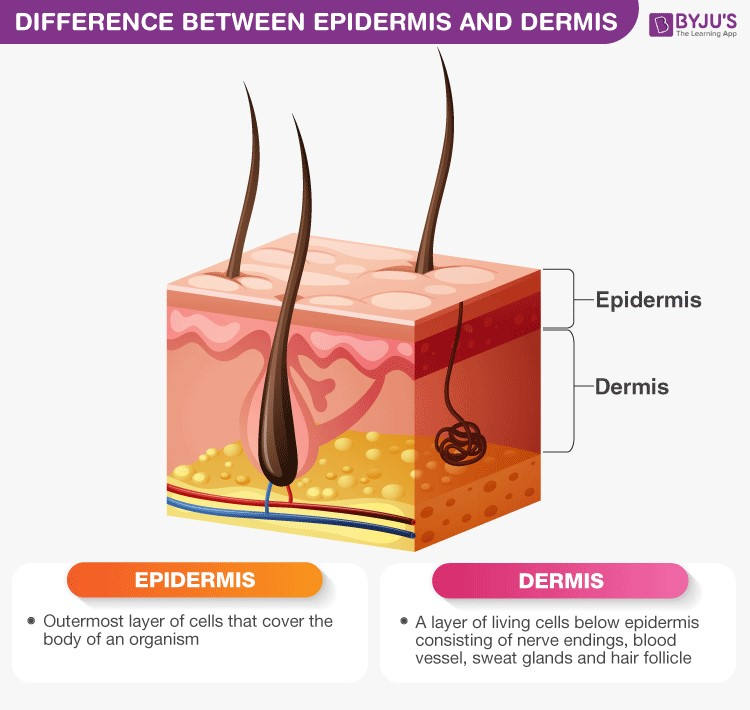 DIFFERENCE BETWEEN EPIDERMIS AND DERMIS
BYJU'S
The Learning App
Epidermis
Dermis
EPIDERMIS
Outermost layer of cells that cover the
body of an organism
DERMIS
A layer of living cells below epidermis
consisting of nerve endings, blood
vessel, sweat glands and hair follicle